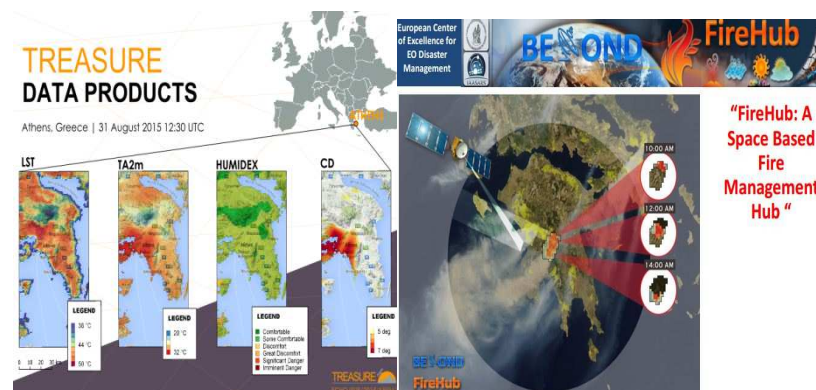 TREASURE
DATA PRODUCTS
Athens, Greece | 31 August 2015 12:30 UTC
LST
TA2m
HUMIDEX
CD
LEGEND
38 °C
44 °C
50 °C
LEGEND
28 °C
32 °C
LEGEND
Comfortable
Some Comfortable
Discomfort
Great Discomfort
Significant Danger
Imminent Danger
LEGEND
5 deg
7 deg
TREASURE
European Center
of Excellence for
EO Disaster
Management
BEYOND
FireHub
10:00 AM
12:00 AM
14:00 AM
BEYOND
FireHub
“FireHub: A
Space Based
Fire
Management
Hub “